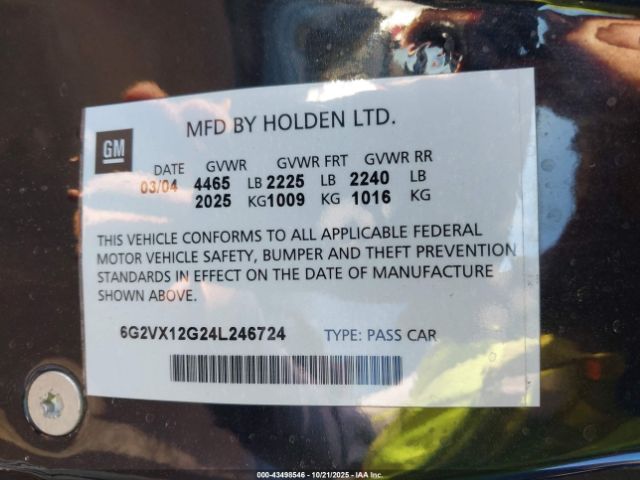 GM
MFD BY HOLDEN LTD.
DATE GVWR GVWR FRT GVWR RR
03/04 4465 LB 2225 LB 2240 LB
2025 KG 1009 KG 1016 KG
THIS VEHICLE CONFORMS TO ALL APPLICABLE FEDERAL
MOTOR VEHICLE SAFETY, BUMPER AND THEFT PREVENTION
STANDARDS IN EFFECT ON THE DATE OF MANUFACTURE
SHOWN ABOVE.
6G2VX12G24L246724 TYPE: PASS CAR
000-43498546 - 10/21/2025 - IAA Inc.